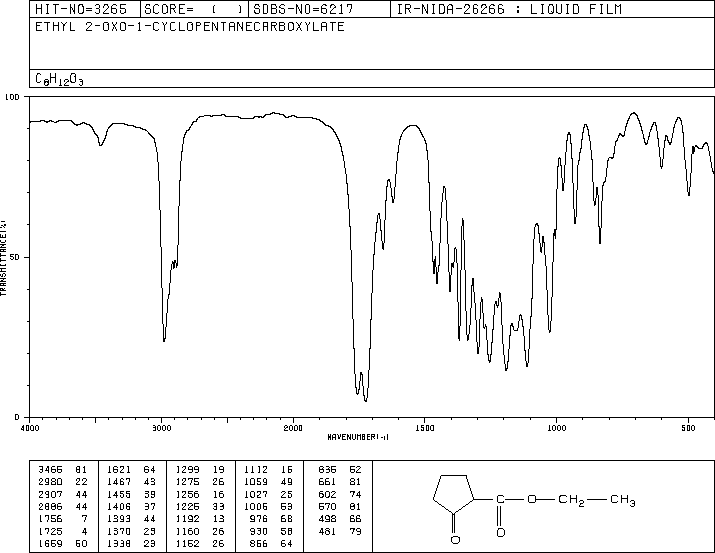 HIT-NO=3265 SCORE= ( ) SDBS-NO=6217 IR-NIDA-26266 : LIQUID FILM
ETHYL 2-OXO-1-CYCLOPENTANECARBOXYLATE
C8H12O3
100
50
0
TRANSMITTANCE(%)
4000 3000 2000 1500 1000 500
WAVENUMBER(-1)
3465 81 1621 64 1299 19 1112 15 835 52
2980 22 1467 43 1275 26 1059 49 661 81
2907 44 1455 39 1256 16 1027 25 602 74
2886 44 1406 37 1225 33 1006 53 570 81
1756 7 1393 44 1192 13 976 68 498 66
1725 4 1370 23 1160 26 930 58 481 79
1659 50 1338 23 1152 26 856 64
C O CH2 CH3
O O